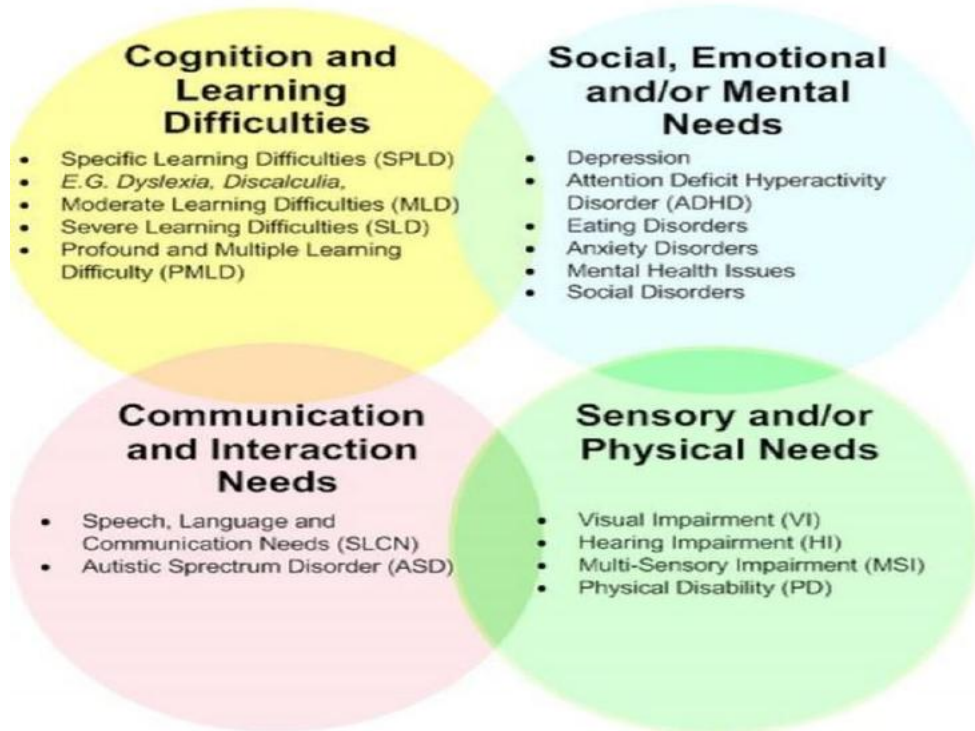 Cognition and
Learning
Difficulties
• Specific Learning Difficulties (SPLD)
• E.G. Dyslexia, Discalculia,
• Moderate Learning Difficulties (MLD)
• Severe Learning Difficulties (SLD)
• Profound and Multiple Learning
Difficulty (PMLD)
Social, Emotional
and/or Mental
Needs
• Depression
• Attention Deficit Hyperactivity
Disorder (ADHD)
• Eating Disorders
• Anxiety Disorders
• Mental Health Issues
• Social Disorders
Communication
and Interaction
Needs
• Speech, Language and
Communication Needs (SLCN)
• Autistic Sprectrum Disorder (ASD)
Sensory and/or
Physical Needs
• Visual Impairment (VI)
• Hearing Impairment (HI)
• Multi-Sensory Impairment (MSI)
• Physical Disability (PD)